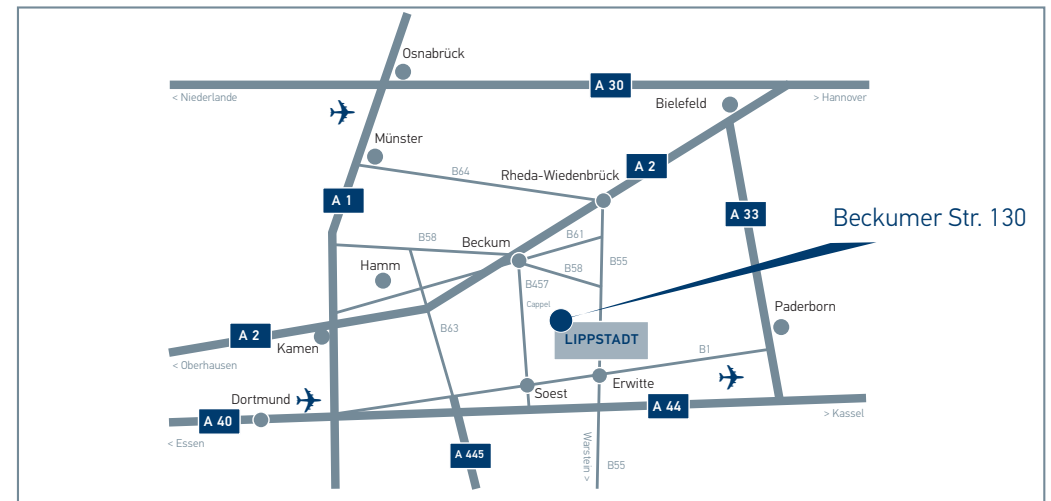 Osnabrück
A 30
< Niederlande
> Hannover
Bielefeld
Münster
A 2
B64
Rheda-Wiedenbrück
A 1
A 33
Beckumer Str. 130
B58
Beckum
B61
B55
Hamm
B58
B457
Cappel
Paderborn
B63
A 2
LIPPSTADT
Kamen
B1
< Oberhausen
Erwitte
Soest
Dortmund
A 44
A 40
> Kassel
< Essen
A 445
Warstein >
B55